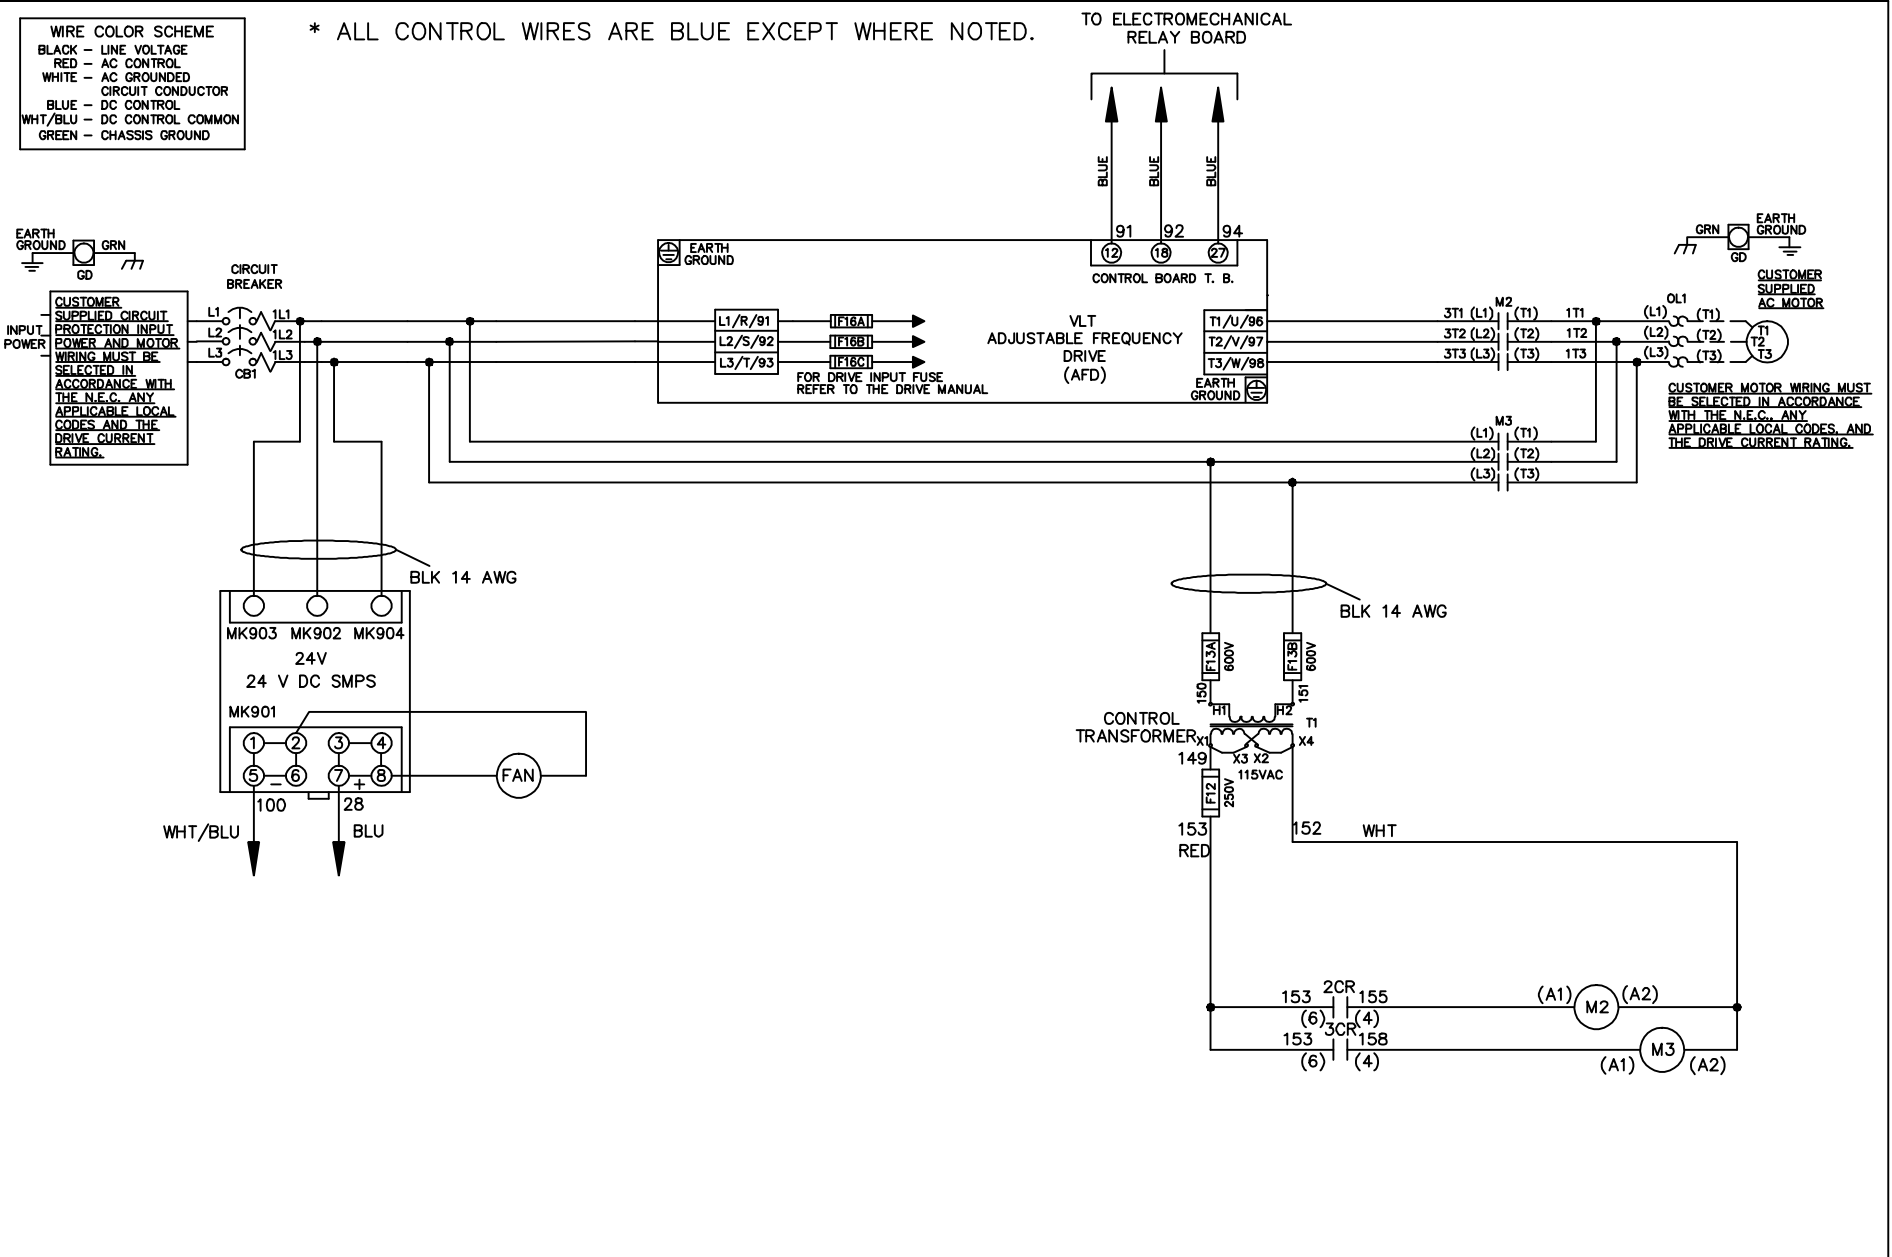 WIRE COLOR SCHEME
BLACK – LINE VOLTAGE
RED – AC CONTROL
WHITE – AC GROUNDED
CIRCUIT CONDUCTOR
BLUE – DC CONTROL
WHT/BLU – DC CONTROL COMMON
GREEN – CHASSIS GROUND
* ALL CONTROL WIRES ARE BLUE EXCEPT WHERE NOTED.
TO ELECTROMECHANICAL
RELAY BOARD
BLUE
BLUE
BLUE
91 92 94
12 18 27
CONTROL BOARD T. B.
EARTH
GROUND
GRN
GD
CIRCUIT
BREAKER
INPUT
POWER
CUSTOMER
SUPPLIED CIRCUIT
PROTECTION INPUT
POWER AND MOTOR
WIRING MUST BE
SELECTED IN
ACCORDANCE WITH
THE N.E.C. ANY
APPLICABLE LOCAL
CODES AND THE
DRIVE CURRENT
RATING.
L1 1L1
L2 1L2
L3 1L3
CB1
EARTH
GROUND
L1/R/91
L2/S/92
L3/T/93
F16A
F16B
F16C
FOR DRIVE INPUT FUSE
REFER TO THE DRIVE MANUAL
VLT
ADJUSTABLE FREQUENCY
DRIVE
(AFD)
T1/U/96
T2/V/97
T3/W/98
EARTH
GROUND
M2
3T1 (L1) (T1) 1T1
3T2 (L2) (T2) 1T2
3T3 (L3) (T3) 1T3
OL1
(L1) (T1)
(L2) (T2)
(L3) (T3)
T1
T2
T3
GRN
GD
EARTH
GROUND
CUSTOMER
SUPPLIED
AC MOTOR
CUSTOMER MOTOR WIRING MUST
BE SELECTED IN ACCORDANCE
WITH THE N.E.C., ANY
APPLICABLE LOCAL CODES, AND
THE DRIVE CURRENT RATING.
M3
(L1) (T1)
(L2) (T2)
(L3) (T3)
BLK 14 AWG
MK903 MK902 MK904
24V
24 V DC SMPS
MK901
1 2 3 4
5 – 6 7 + 8
FAN
100 28
WHT/BLU BLU
BLK 14 AWG
F13A 600V
F13B 600V
150 151
H1 H2
T1
CONTROL
TRANSFORMER
X1 X3 X2 X4
149
115VAC
F12 250V
153
RED
152 WHT
2CR
153 155
(6) (4)
(A1) M2 (A2)
3CR
153 158
(6) (4)
(A1) M3 (A2)